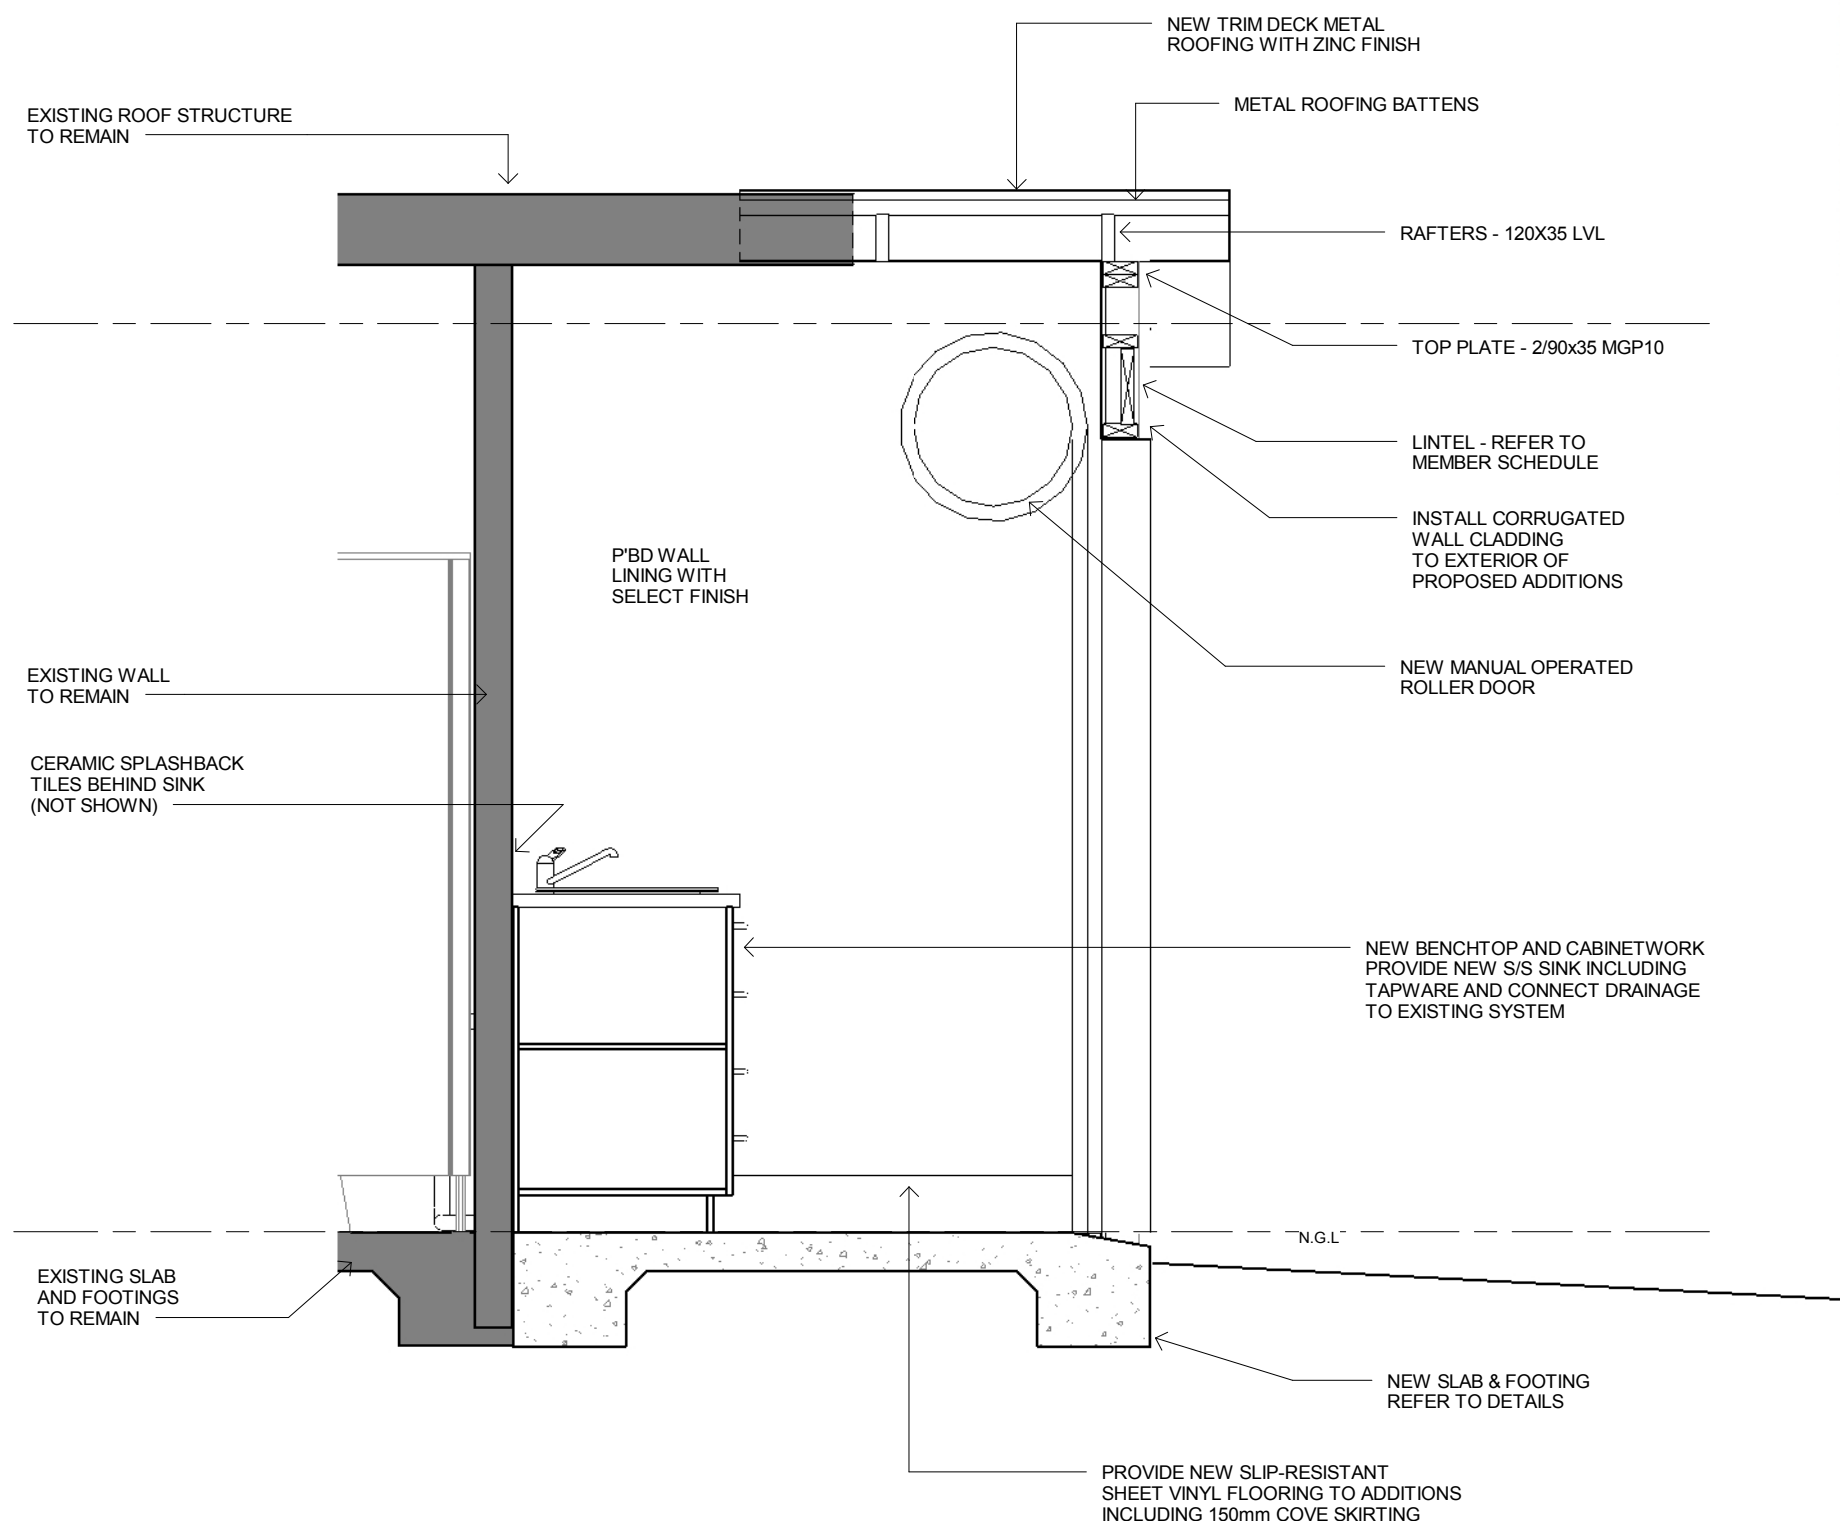 NEW TRIM DECK METAL
ROOFING WITH ZINC FINISH
METAL ROOFING BATTENS
EXISTING ROOF STRUCTURE
TO REMAIN
RAFTERS - 120X35 LVL
TOP PLATE - 2/90x35 MGP10
LINTEL - REFER TO
MEMBER SCHEDULE
INSTALL CORRUGATED
WALL CLADDING
TO EXTERIOR OF
PROPOSED ADDITIONS
P'BD WALL
LINING WITH
SELECT FINISH
NEW MANUAL OPERATED
ROLLER DOOR
EXISTING WALL
TO REMAIN
CERAMIC SPLASHBACK
TILES BEHIND SINK
(NOT SHOWN)
NEW BENCHTOP AND CABINETWORK
PROVIDE NEW S/S SINK INCLUDING
TAPWARE AND CONNECT DRAINAGE
TO EXISTING SYSTEM
N.G.L
EXISTING SLAB
AND FOOTINGS
TO REMAIN
NEW SLAB & FOOTING
REFER TO DETAILS
PROVIDE NEW SLIP-RESISTANT
SHEET VINYL FLOORING TO ADDITIONS
INCLUDING 150mm COVE SKIRTING